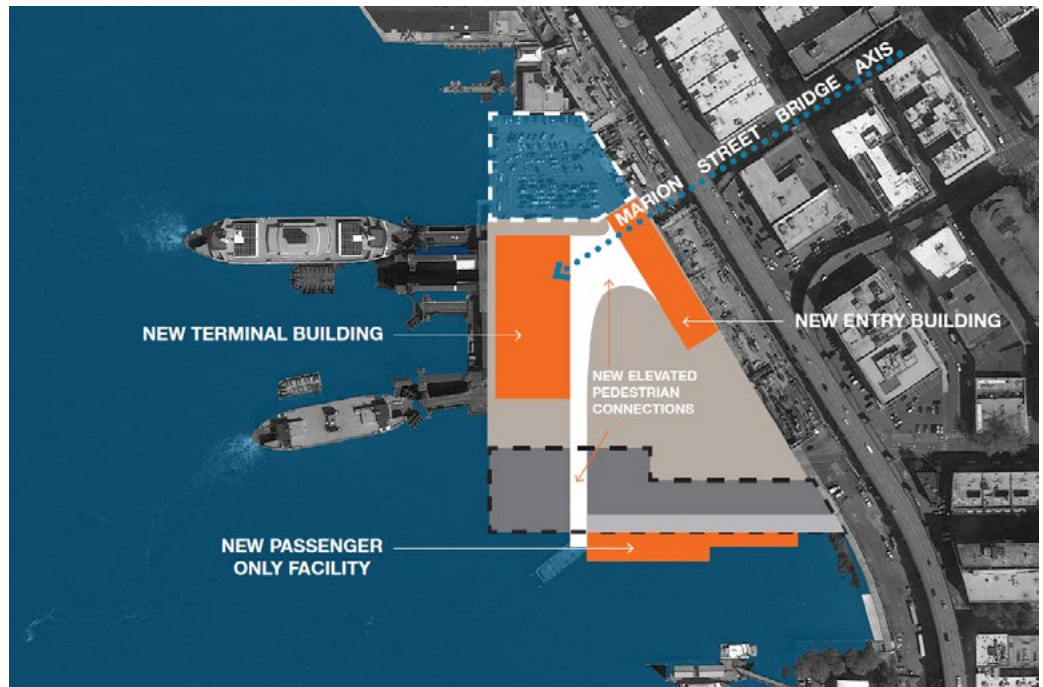 MARION STREET BRIDGE AXIS
NEW TERMINAL BUILDING
NEW ENTRY BUILDING
NEW ELEVATED
PEDESTRIAN
CONNECTIONS
NEW PASSENGER
ONLY FACILITY